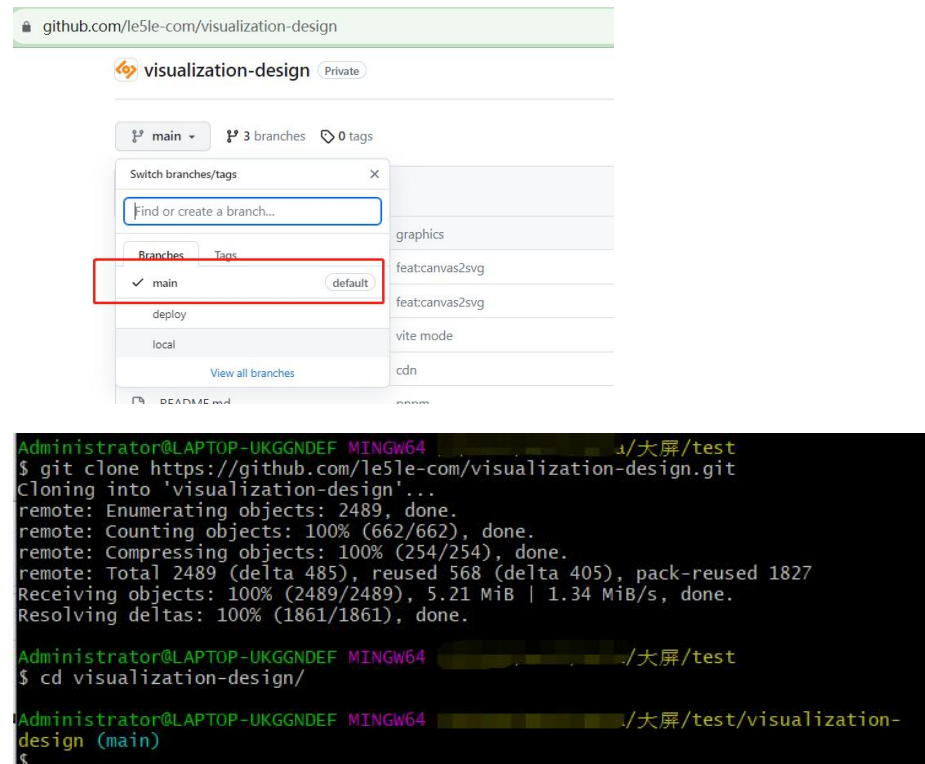 github.com/le5le-com/visualization-design
visualization-design Private
main 3 branches 0 tags
Switch branches/tags
Find or create a branch...
graphics
Branches Tags
feat:canvas2svg
main default
feat:canvas2svg
deploy
vite mode
local
cdn
View all branches
README.md
pnpm
Administrator@LAPTOP-UKGGNDEF MINGW64 /大屏/test
$ git clone https://github.com/le5le-com/visualization-design.git
Cloning into 'visualization-design'...
remote: Enumerating objects: 2489, done.
remote: Counting objects: 100% (662/662), done.
remote: Compressing objects: 100% (254/254), done.
remote: Total 2489 (delta 485), reused 568 (delta 405), pack-reused 1827
Receiving objects: 100% (2489/2489), 5.21 MiB | 1.34 MiB/s, done.
Resolving deltas: 100% (1861/1861), done.
Administrator@LAPTOP-UKGGNDEF MINGW64 /大屏/test
$ cd visualization-design/
Administrator@LAPTOP-UKGGNDEF MINGW64 /大屏/test/visualization-
design (main)
$